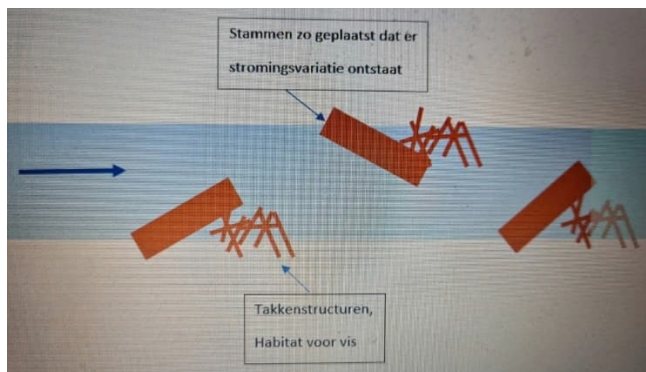 Stammen zo geplaatst dat er
stromingsvariatie ontstaat
Takkenstructuren,
Habitat voor vis